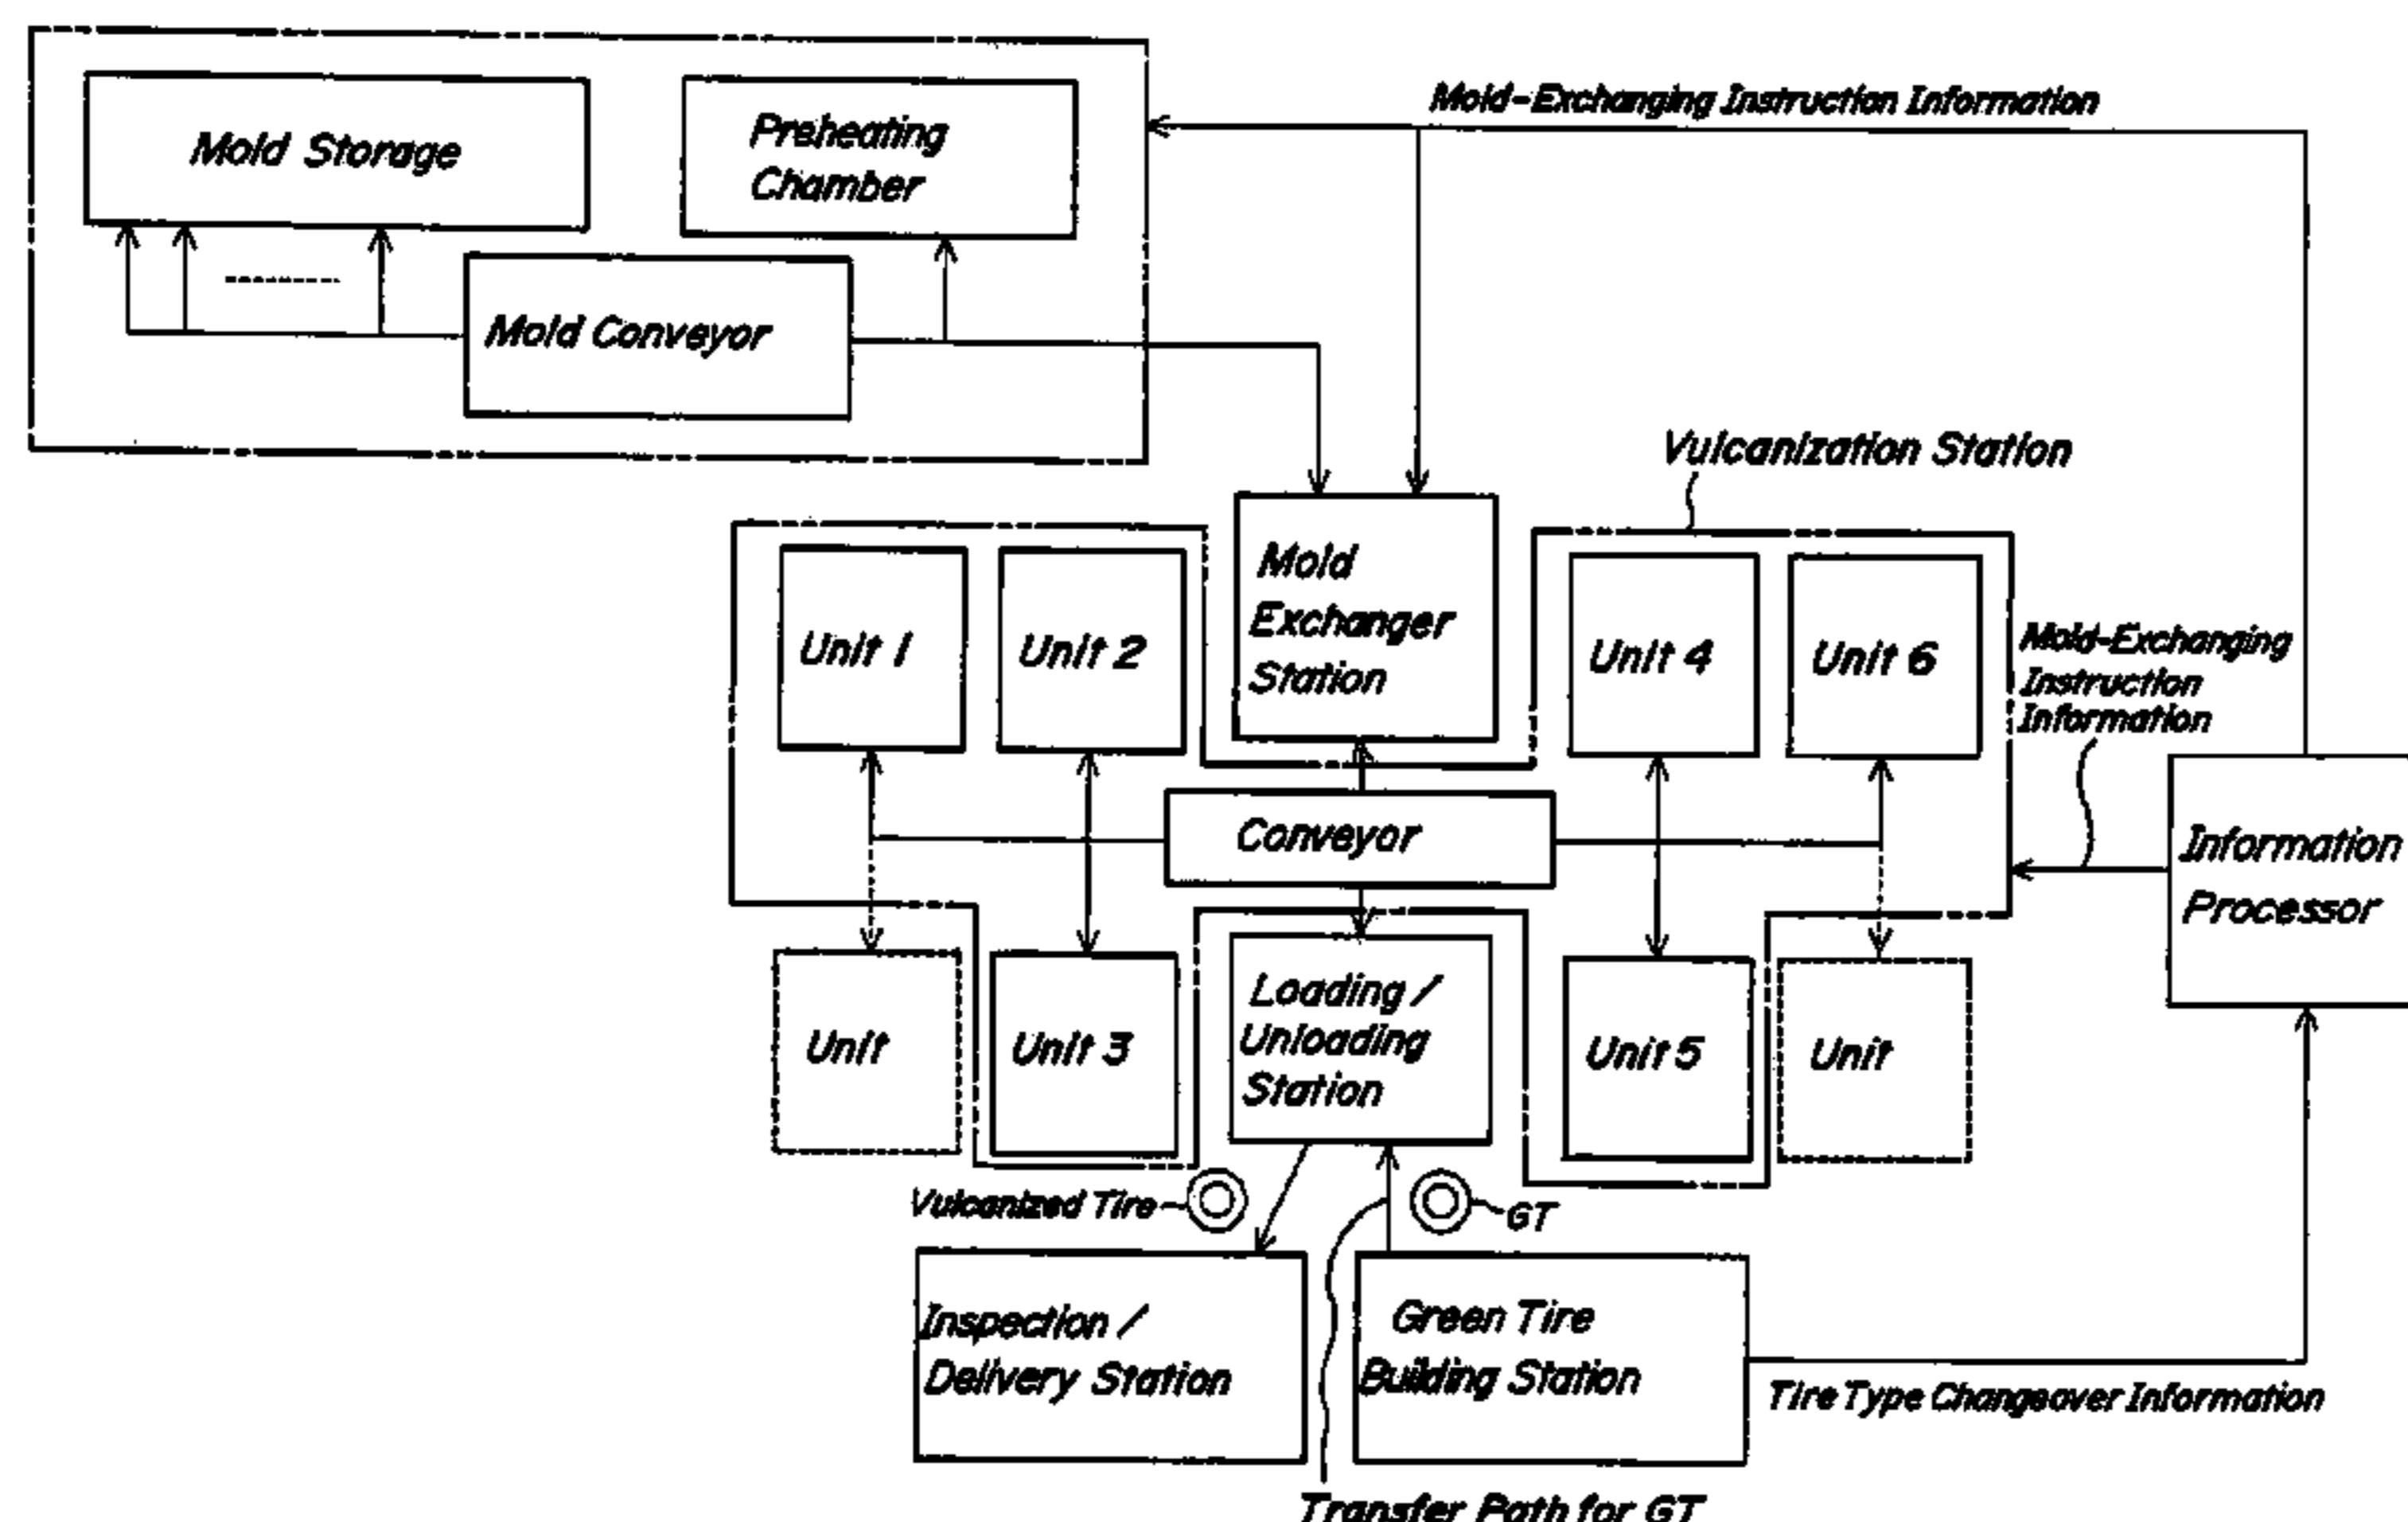 Mold-Exchanging Instruction Information
Mold Storage
Preheating
Chamber
Mold Conveyor
Vulcanization Station
Mold
Exchanger
Station
Unit 1
Unit 2
Unit 4
Unit 6
Mold-Exchanging
Instruction
Information
Conveyor
Information
Processor
Unit
Unit 3
Loading /
Unloading
Station
Unit 5
Unit
Vulcanized Tire
GT
Inspection /
Delivery Station
Green Tire
Building Station
Tire Type Changeover Information
Transfer Path for GT